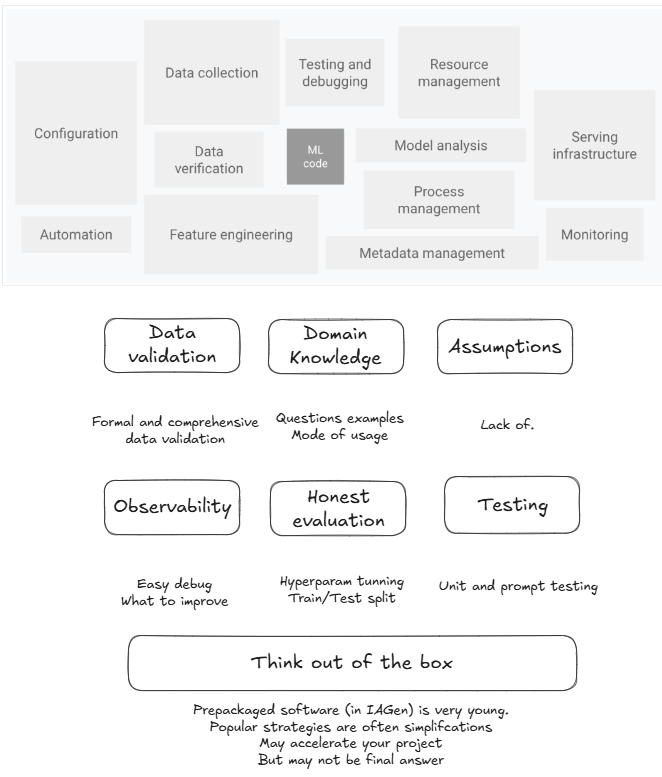 Data collection
Testing and
debugging
Resource
management
Configuration
Data
verification
ML
code
Model analysis
Serving
infrastructure
Process
management
Automation
Feature engineering
Metadata management
Monitoring
Data
validation
Domain
Knowledge
Assumptions
Formal and comprehensive
data validation
Questions examples
Mode of usage
Lack of.
Observability
Honest
evaluation
Testing
Easy debug
What to improve
Hyperparam tunning
Train/Test split
Unit and prompt testing
Think out of the box
Prepackaged software (in IAGen) is very young.
Popular strategies are often simplifcations
May accelerate your project
But may not be final answer